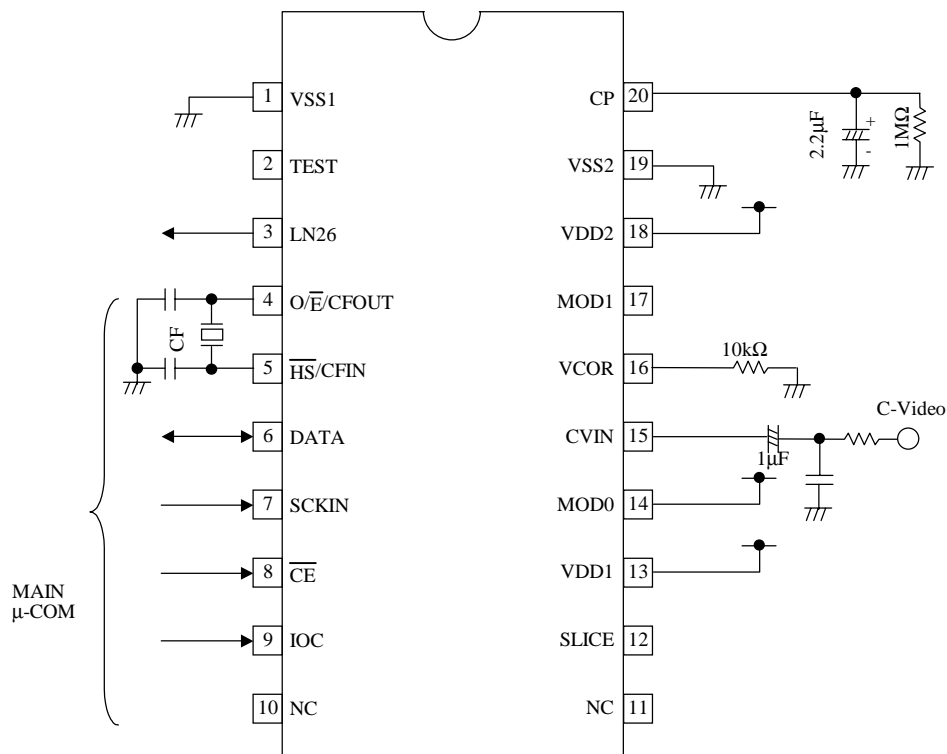 1 VSS1
2 TEST
3 LN26
4 O/E̅/CFOUT
5 H̅S̅/CFIN
6 DATA
7 SCKIN
8 C̅E̅
9 IOC
10 NC
CF
MAIN
μ-COM
CP 20
VSS2 19
VDD2 18
MOD1 17
VCOR 16
CVIN 15
MOD0 14
VDD1 13
SLICE 12
NC 11
2.2μF
+
-
1MΩ
10kΩ
C-Video
1μF